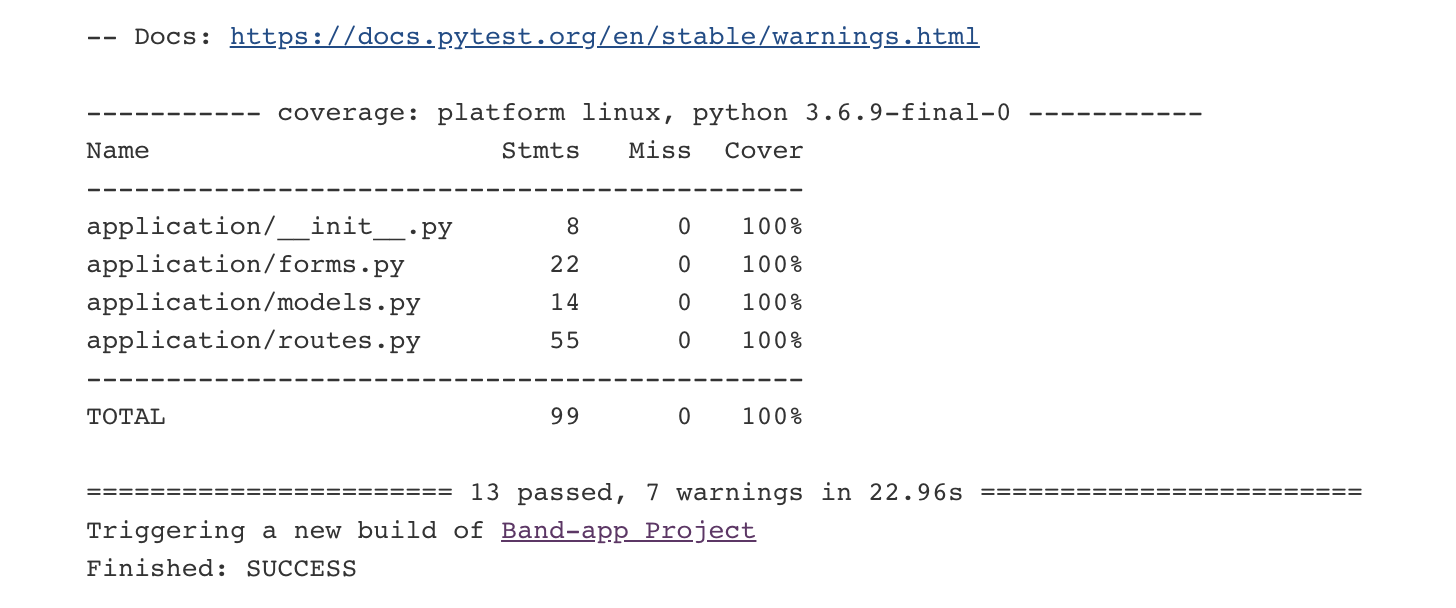 -- Docs: https://docs.pytest.org/en/stable/warnings.html
----------- coverage: platform linux, python 3.6.9-final-0 -----------
Name                      Stmts   Miss  Cover
---------------------------------------------
application/__init__.py       8      0   100%
application/forms.py         22      0   100%
application/models.py        14      0   100%
application/routes.py        55      0   100%
---------------------------------------------
TOTAL                        99      0   100%
======================= 13 passed, 7 warnings in 22.96s ========================
Triggering a new build of Band-app Project
Finished: SUCCESS